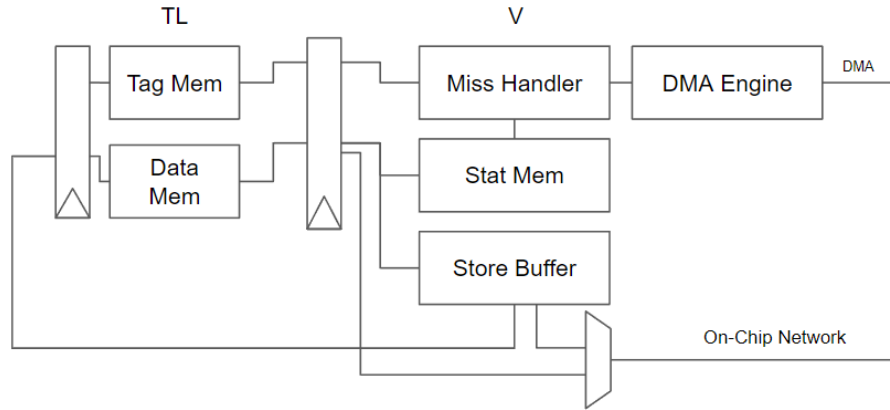 TL
V
Tag Mem
Miss Handler
DMA Engine
DMA
Data
Mem
Stat Mem
Store Buffer
On-Chip Network